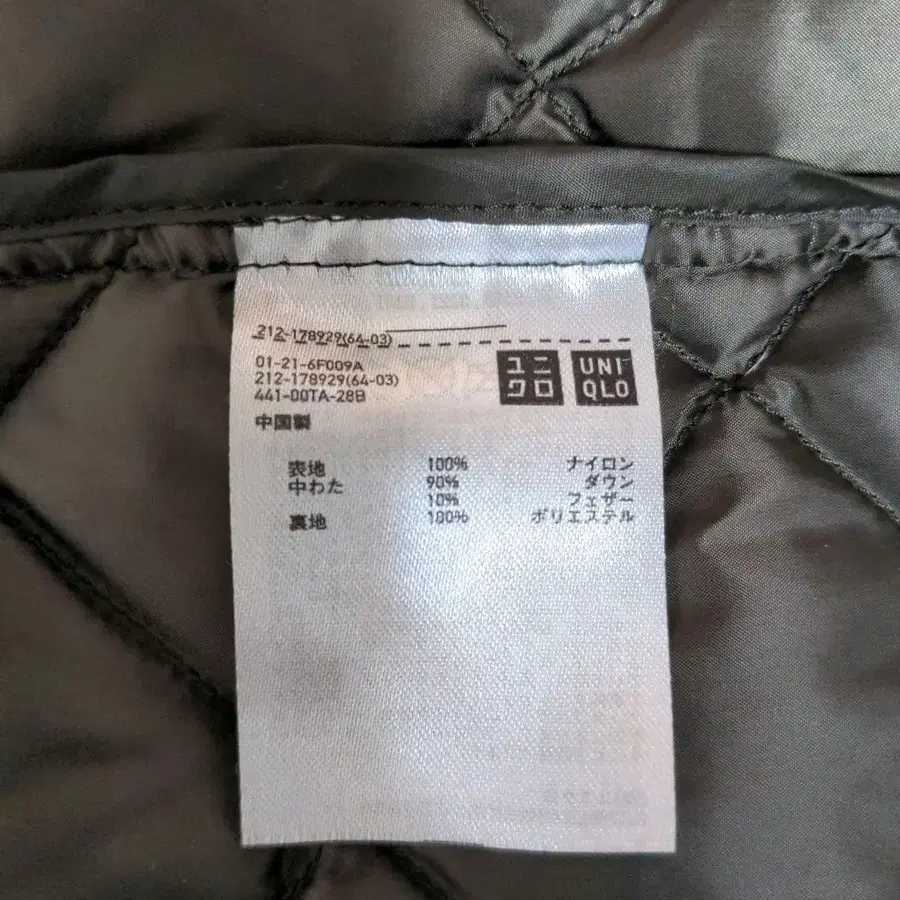 212-178929(64-03)
01-21-6F009A
212-178929(64-03)
441-00TA-28B
ユニ
クロ
UNI
QLO
中国製
表地 100% ナイロン
中わた 90% ダウン
10% フェザー
裏地 100% ポリエステル